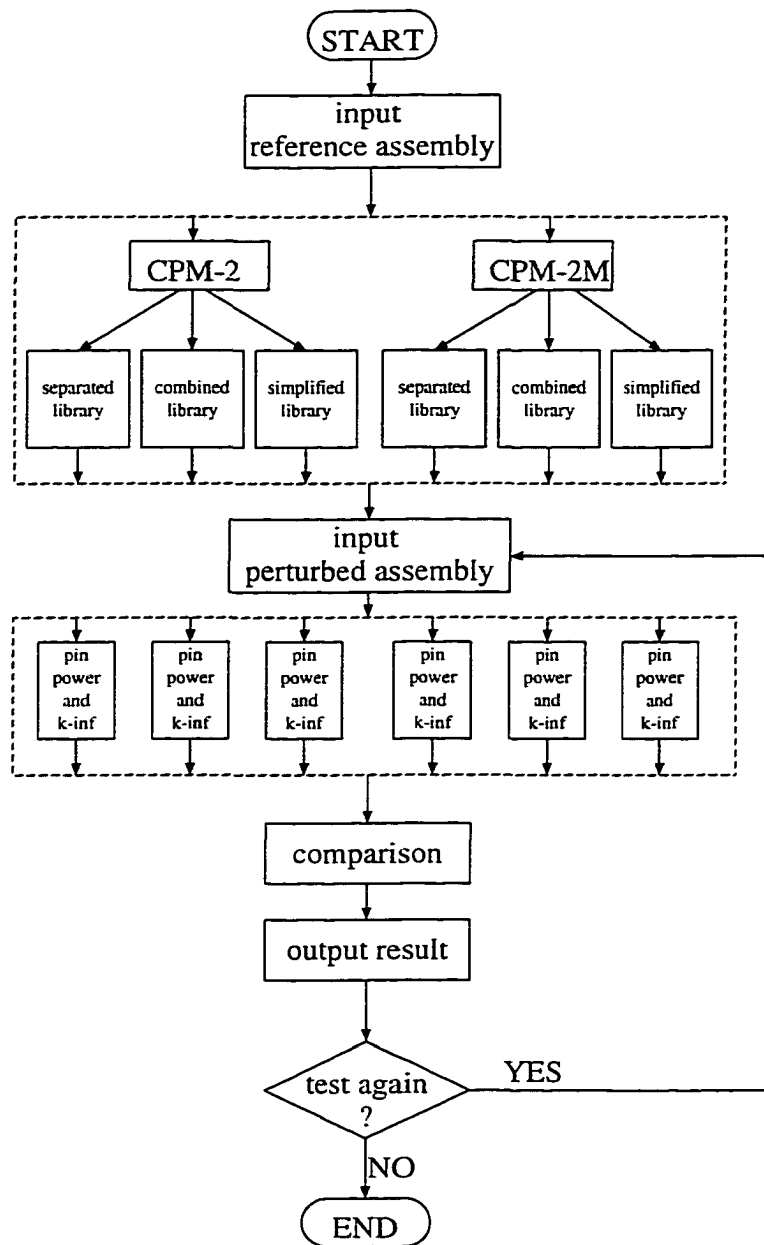 START
input
reference assembly
CPM-2
CPM-2M
separated
library
combined
library
simplified
library
separated
library
combined
library
simplified
library
input
perturbed assembly
pin
power
and
k-inf
pin
power
and
k-inf
pin
power
and
k-inf
pin
power
and
k-inf
pin
power
and
k-inf
pin
power
and
k-inf
comparison
output result
test again
?
YES
NO
END